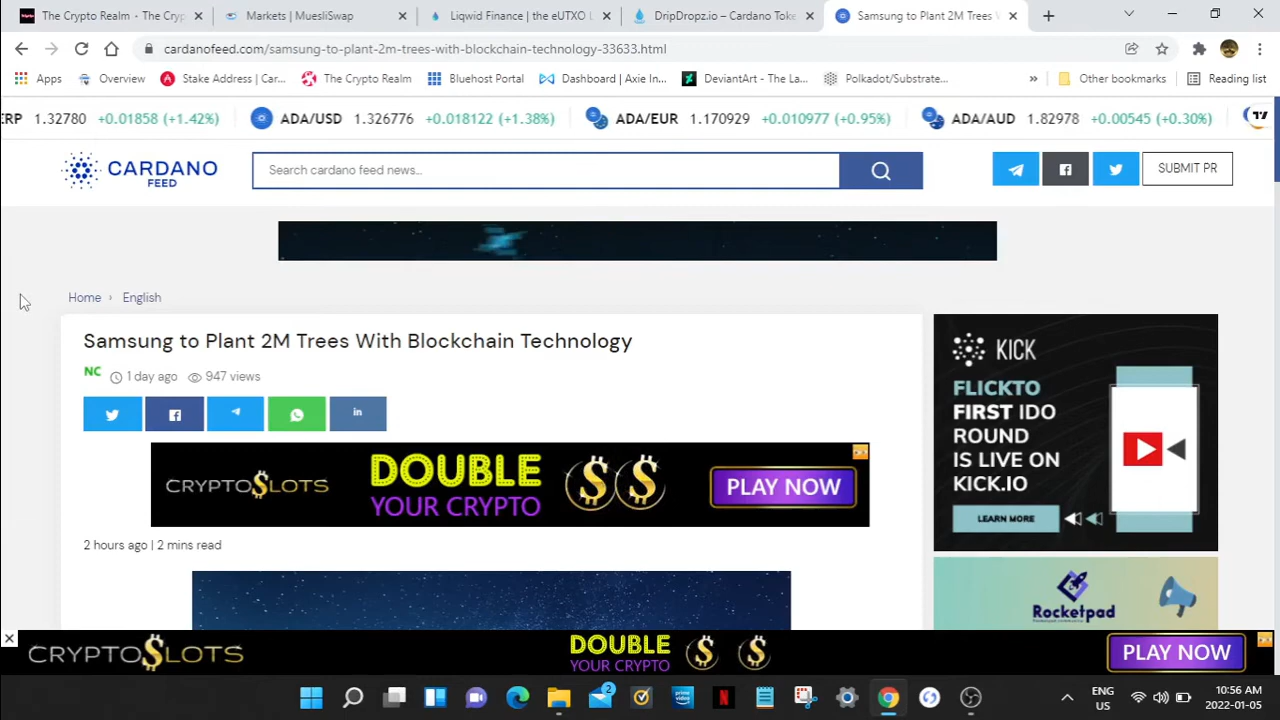 The Crypto Realm • The Cry
Markets | MuesliSwap
Liqwid Finance | the eUTXO L
DripDropz.io – Cardano Toke
Samsung to Plant 2M Trees W
cardanofeed.com/samsung-to-plant-2m-trees-with-blockchain-technology-33633.html
Apps
Overview
Stake Address | Car...
The Crypto Realm
Bluehost Portal
Dashboard | Axie In...
DeviantArt - The La...
Polkadot/Substrate...
»
Other bookmarks
Reading list
ERP 1.32780 +0.01858 (+1.42%)
ADA/USD 1.326776 +0.018122 (+1.38%)
ADA/EUR 1.170929 +0.010977 (+0.95%)
ADA/AUD 1.82978 +0.00545 (+0.30%)
CARDANO
FEED
Search cardano feed news...
SUBMIT PR
Home › English
Samsung to Plant 2M Trees With Blockchain Technology
NC 1 day ago 947 views
in
CRYPTOSLOTS
DOUBLE
YOUR CRYPTO
PLAY NOW
2 hours ago | 2 mins read
KICK
FLICKTO
FIRST IDO
ROUND
IS LIVE ON
KICK.IO
LEARN MORE
Rocketpad
CRYPTOSLOTS
DOUBLE
YOUR CRYPTO
PLAY NOW
2
prime video
N
ENG
US
10:56 AM
2022-01-05